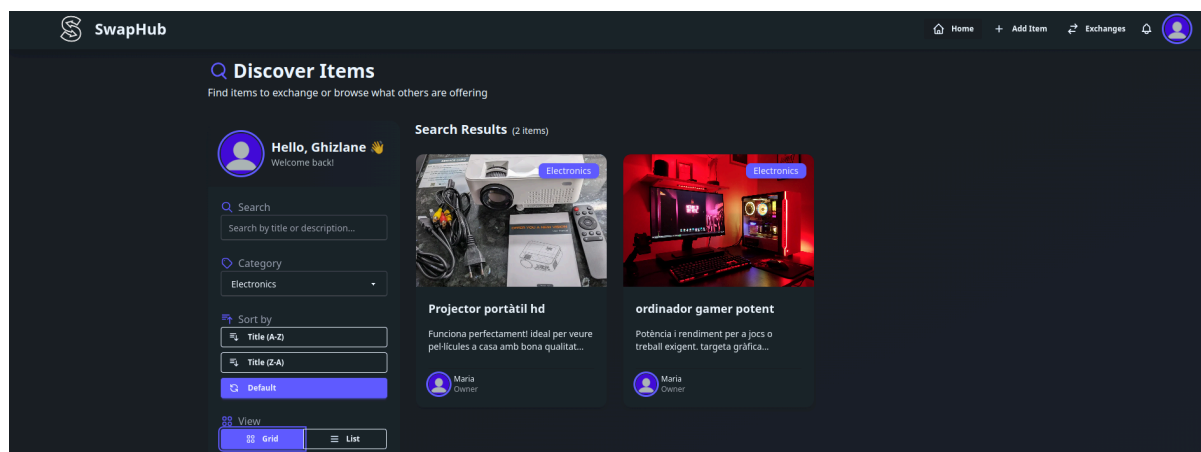 SwapHub
Home
Add Item
Exchanges
Discover Items
Find items to exchange or browse what others are offering
Hello, Ghizlane 👋
Welcome back!
Search
Search by title or description...
Category
Electronics
Sort by
Title (A-Z)
Title (Z-A)
Default
View
Grid
List
Search Results (2 items)
Electronics
Projector portàtil hd
Funciona perfectament! ideal per veure
pel·lícules a casa amb bona qualitat...
Maria
Owner
Electronics
ordinador gamer potent
Potència i rendiment per a jocs o
treball exigent. targeta gràfica...
Maria
Owner